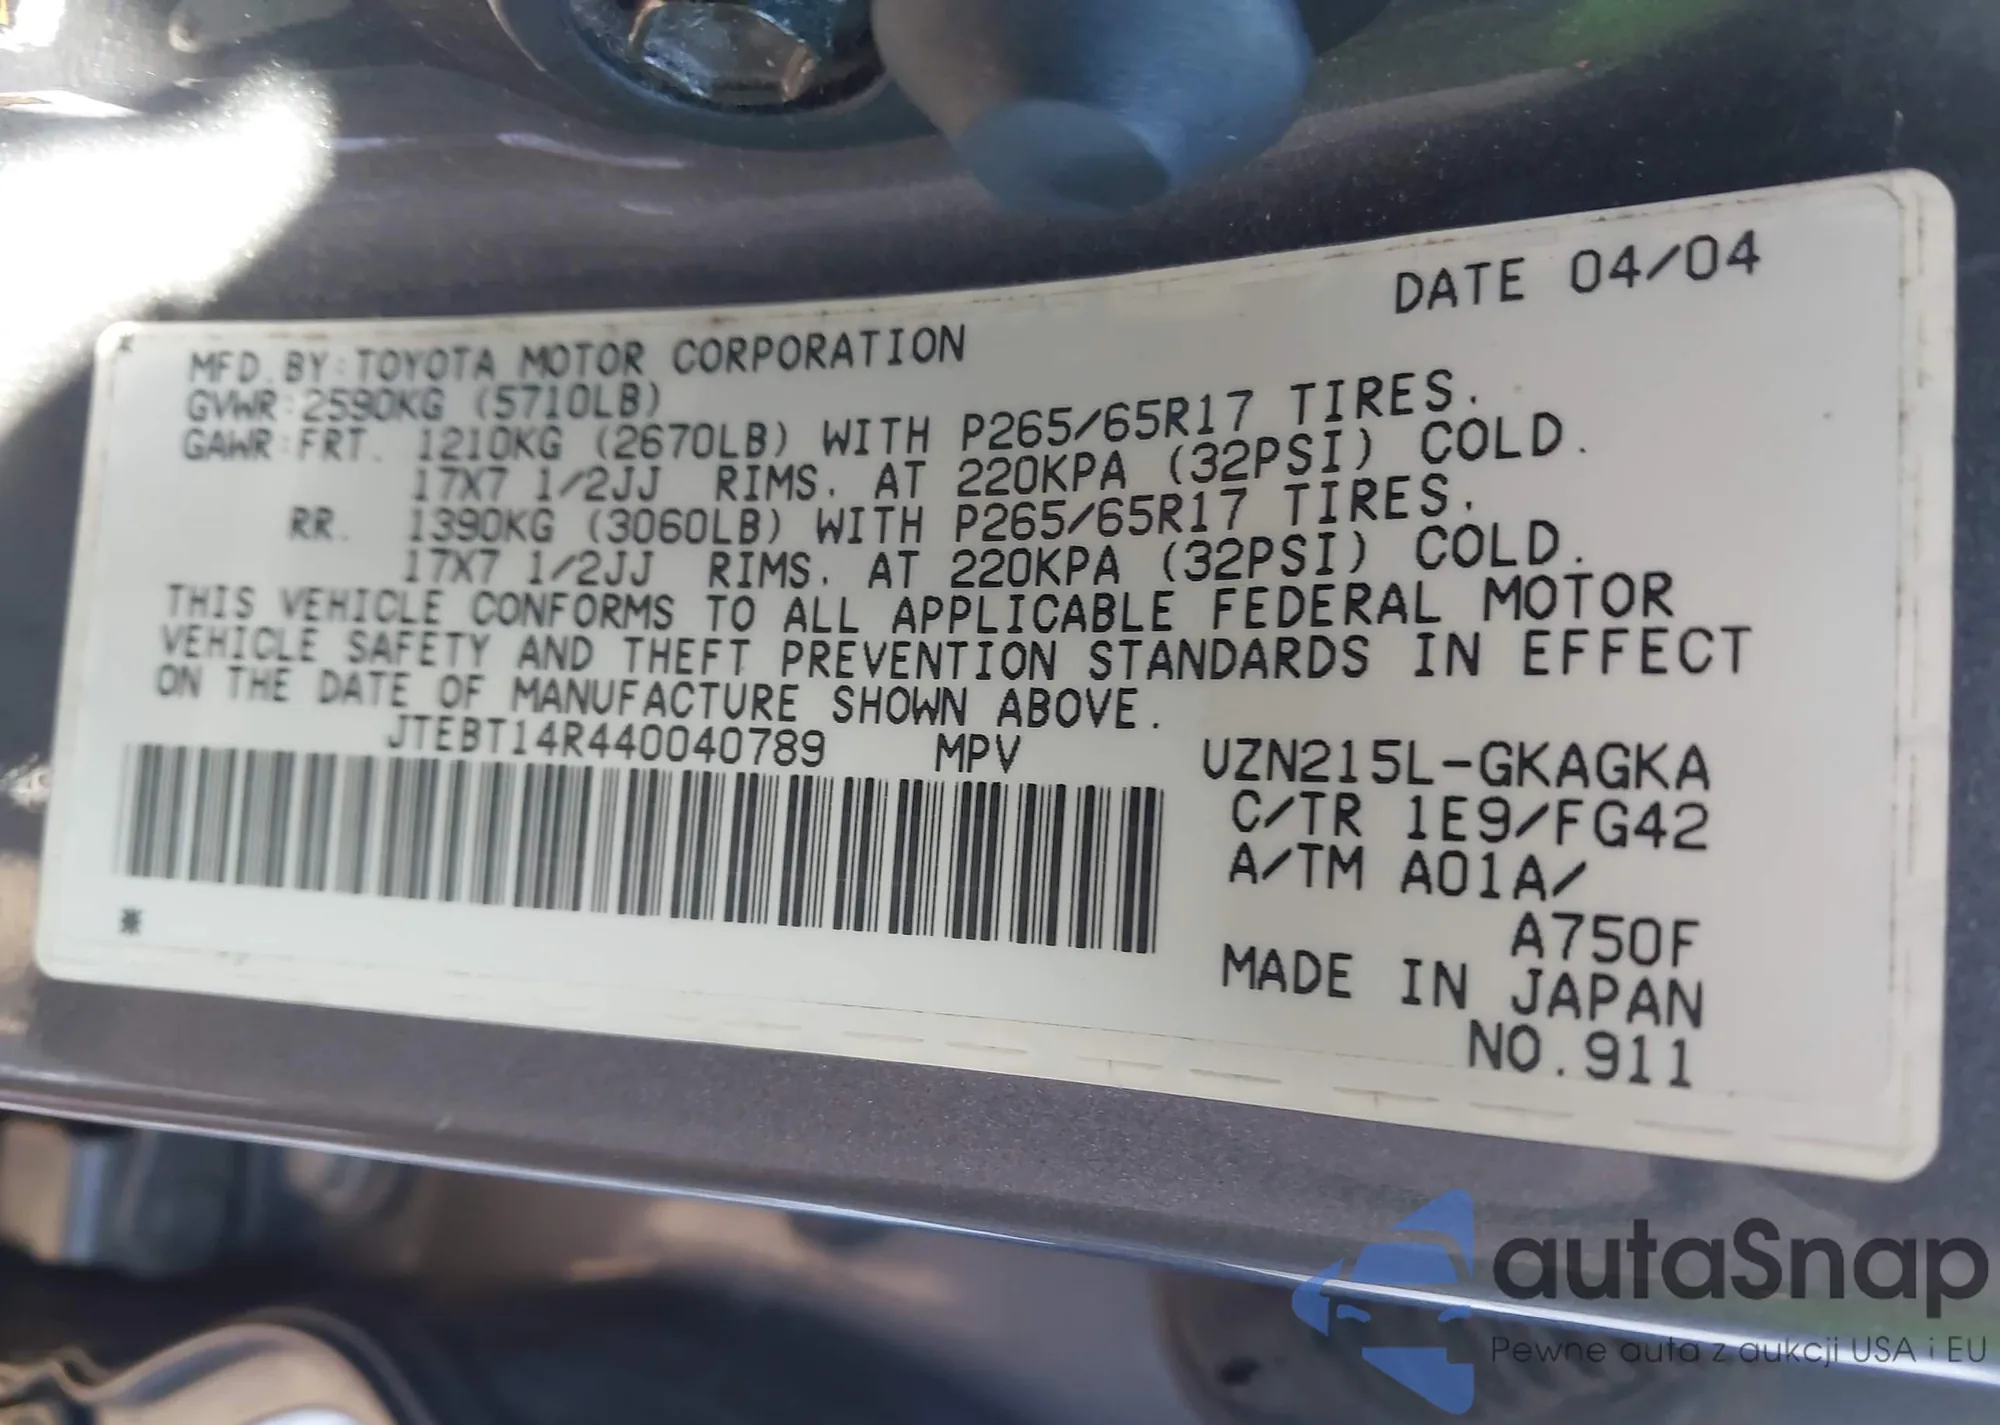 DATE 04/04
MFD. BY: TOYOTA MOTOR CORPORATION
GVWR: 2590KG (5710LB)
GAWR: FRT. 1210KG (2670LB) WITH P265/65R17 TIRES.
17X7 1/2JJ RIMS. AT 220KPA (32PSI) COLD.
RR. 1390KG (3060LB) WITH P265/65R17 TIRES.
17X7 1/2JJ RIMS. AT 220KPA (32PSI) COLD.
THIS VEHICLE CONFORMS TO ALL APPLICABLE FEDERAL MOTOR
VEHICLE SAFETY AND THEFT PREVENTION STANDARDS IN EFFECT
ON THE DATE OF MANUFACTURE SHOWN ABOVE.
JTEBT14R440040789 MPV UZN215L-GKAGKA
C/TR 1E9/FG42
A/TM A01A/
A750F
* MADE IN JAPAN
NO.911
autaSnap
Pewne auta z aukcji USA i EU